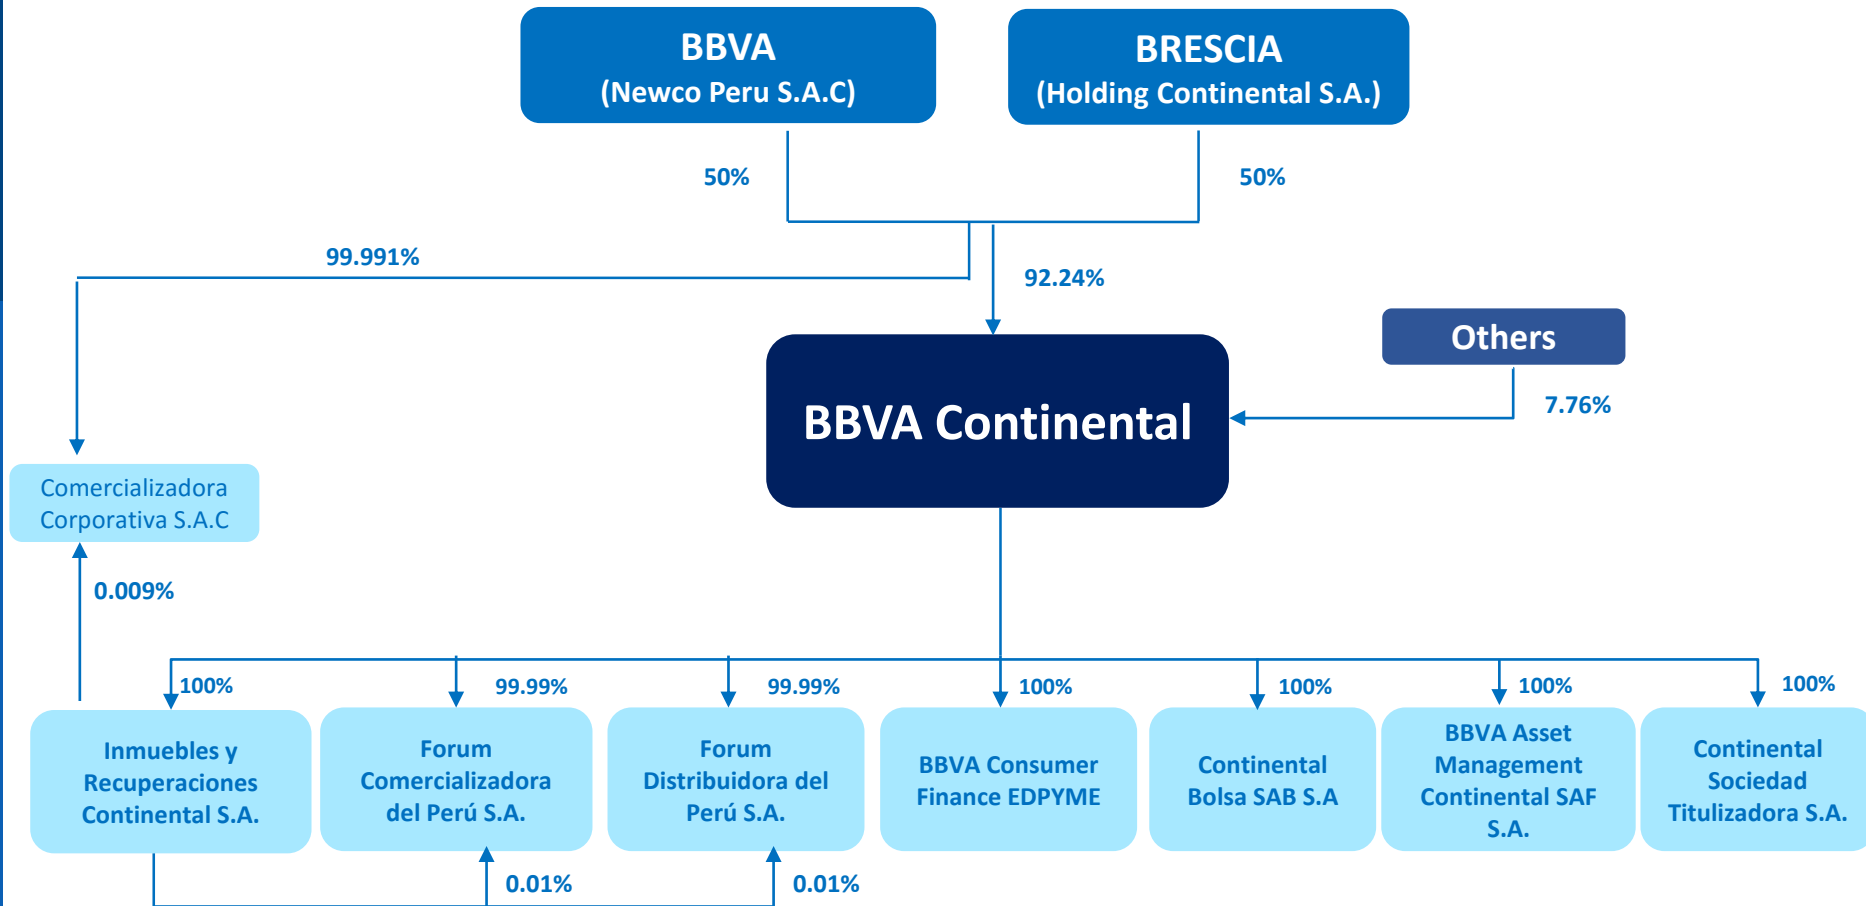 BBVA
(Newco Peru S.A.C)
BRESCIA
(Holding Continental S.A.)
50%
50%
99.991%
92.24%
Others
7.76%
BBVA Continental
Comercializadora
Corporativa S.A.C
0.009%
100%
99.99%
99.99%
100%
100%
100%
100%
Inmuebles y
Recuperaciones
Continental S.A.
Forum
Comercializadora
del Perú S.A.
Forum
Distribuidora del
Perú S.A.
BBVA Consumer
Finance EDPYME
Continental
Bolsa SAB S.A
BBVA Asset
Management
Continental SAF
S.A.
Continental
Sociedad
Titulizadora S.A.
0.01%
0.01%